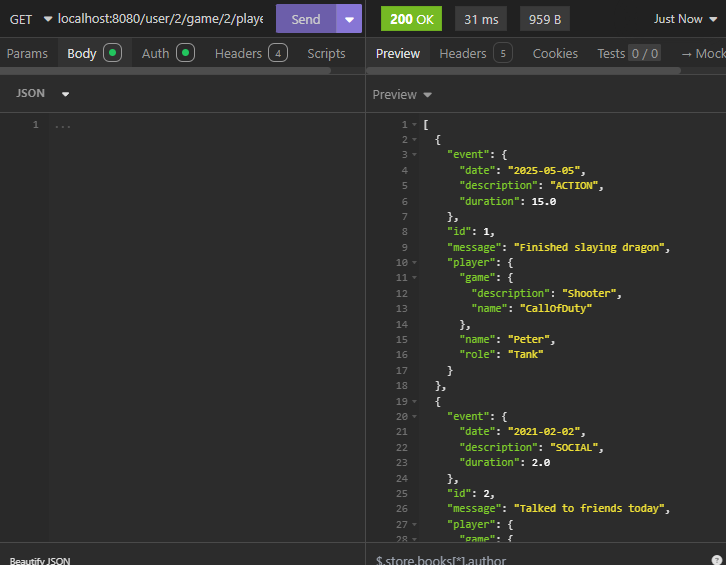 GET localhost:8080/user/2/game/2/playe Send 200 OK 31 ms 959 B Just Now
Params Body Auth Headers 4 Scripts Preview Headers 5 Cookies Tests 0 / 0 → Mock
JSON
Preview
1 ...
1 [
2 {
3 "event": {
4 "date": "2025-05-05",
5 "description": "ACTION",
6 "duration": 15.0
7 },
8 "id": 1,
9 "message": "Finished slaying dragon",
10 "player": {
11 "game": {
12 "description": "Shooter",
13 "name": "CallOfDuty"
14 },
15 "name": "Peter",
16 "role": "Tank"
17 }
18 },
19 {
20 "event": {
21 "date": "2021-02-02",
22 "description": "SOCIAL",
23 "duration": 2.0
24 },
25 "id": 2,
26 "message": "Talked to friends today",
27 "player": {
28 "game": {
Beautify JSON $.store.books[*].author